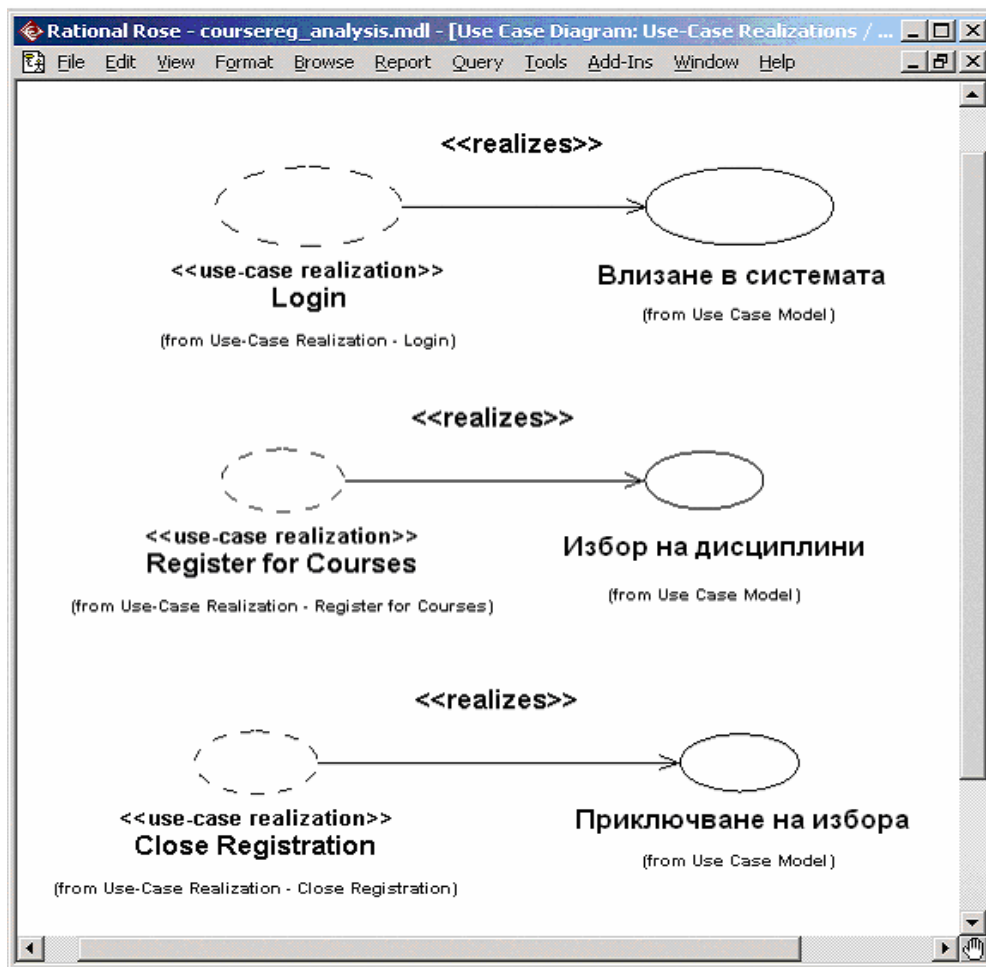 Rational Rose - coursereg_analysis.mdl - [Use Case Diagram: Use-Case Realizations / ...
File Edit View Format Browse Report Query Tools Add-Ins Window Help
<<realizes>>
<<use-case realization>>
Login
(from Use-Case Realization - Login)
Влизане в системата
(from Use Case Model)
<<realizes>>
<<use-case realization>>
Register for Courses
(from Use-Case Realization - Register for Courses)
Избор на дисциплини
(from Use Case Model)
<<realizes>>
<<use-case realization>>
Close Registration
(from Use-Case Realization - Close Registration)
Приключване на избора
(from Use Case Model)